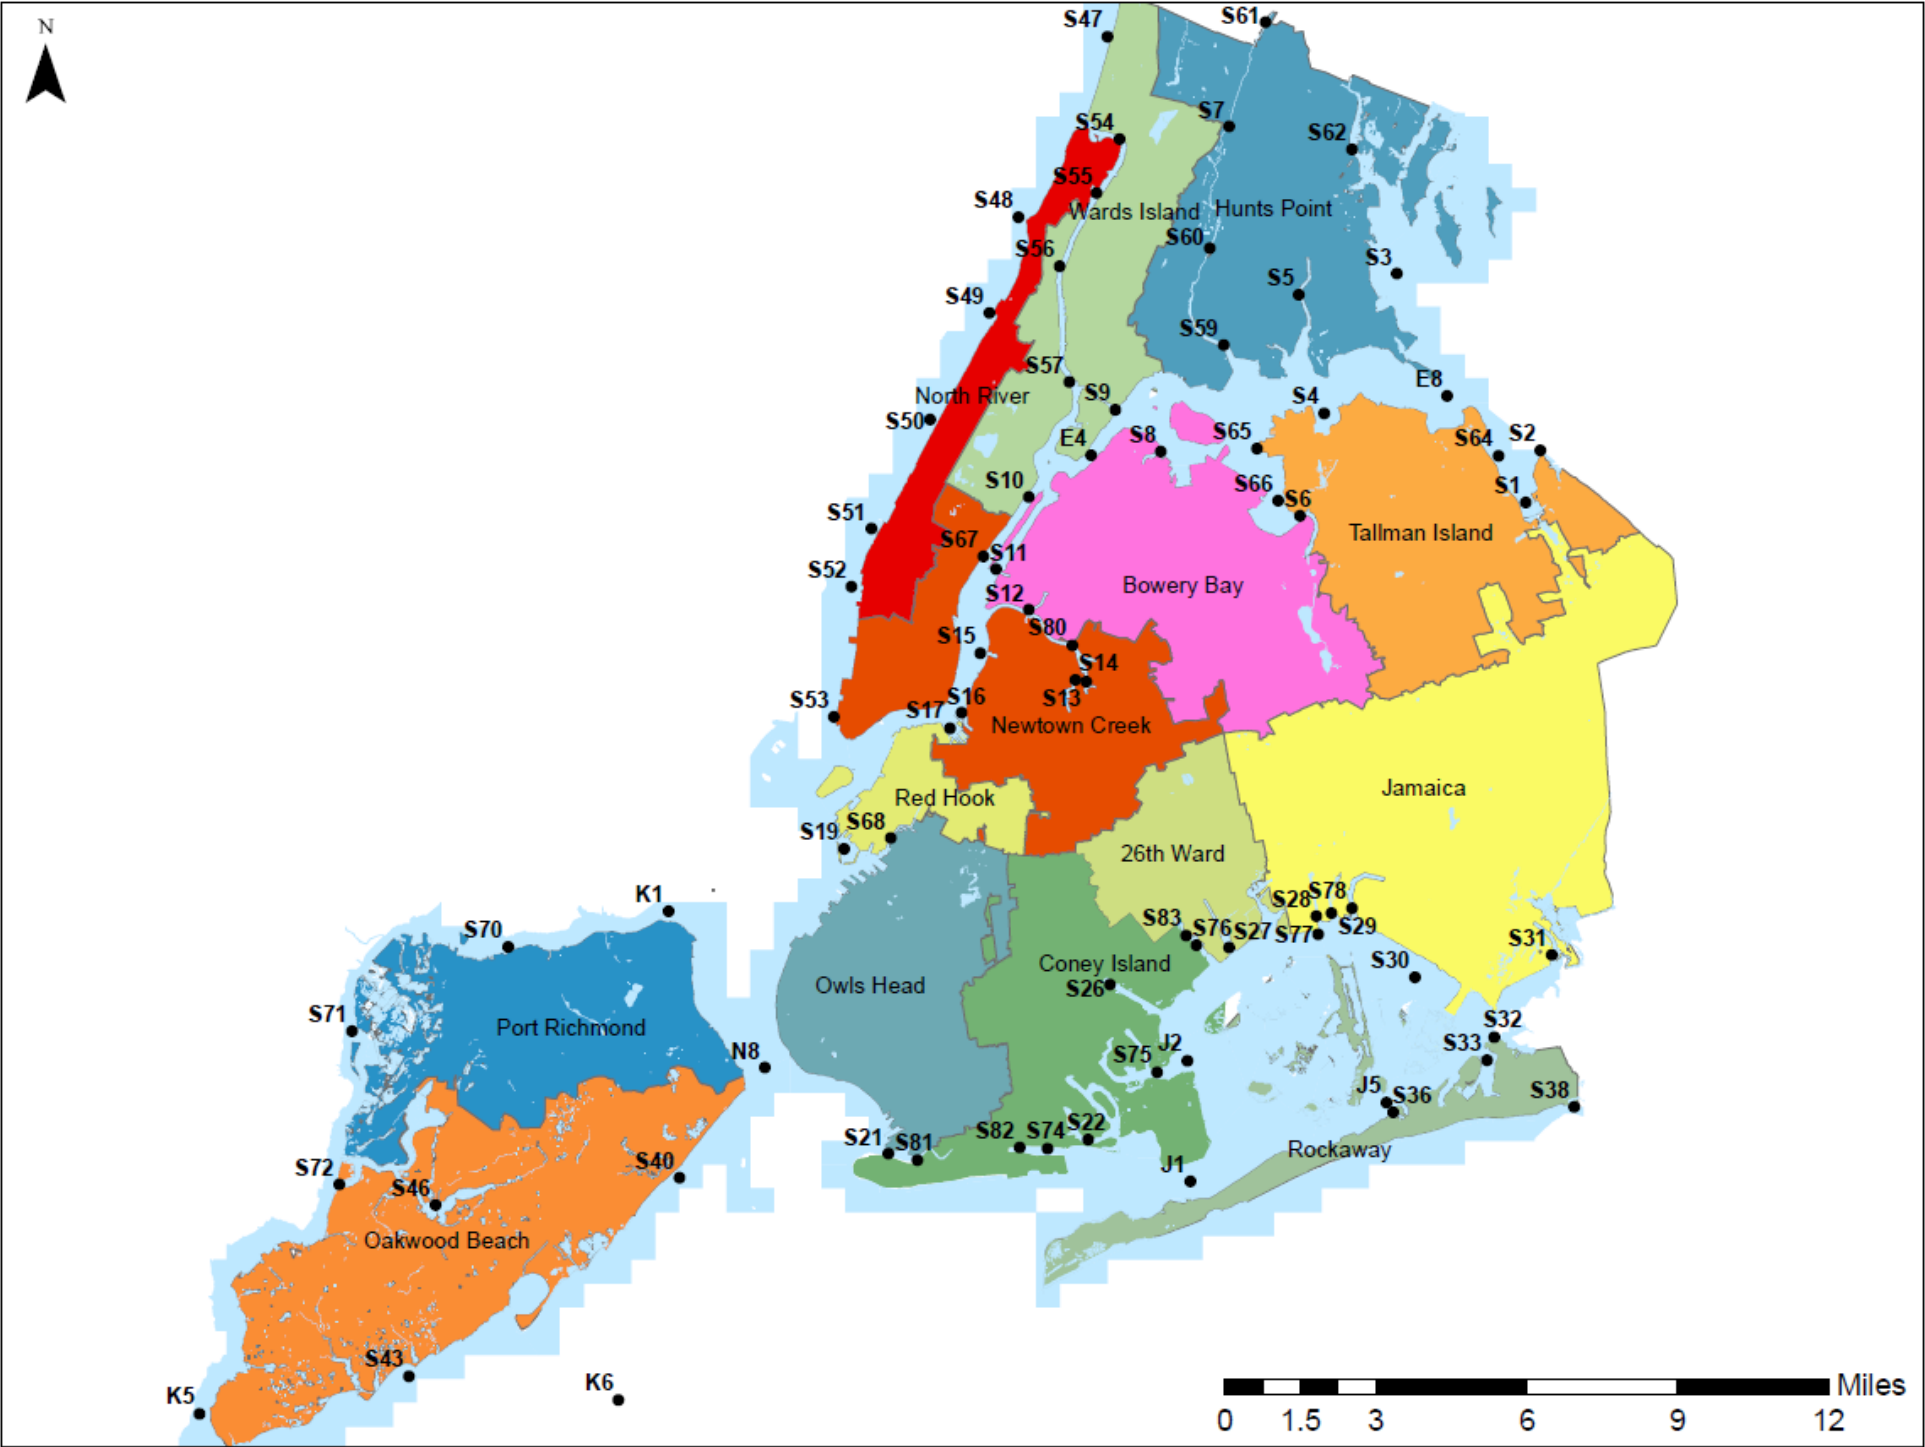 N
S47
S61
S7
S54
S62
S55
S48
Wards Island
Hunts Point
S60
S56
S3
S5
S49
S59
S57
E8
S9
North River
S4
S50
E4
S8
S65
S64
S2
S10
S66
S6
S1
S51
Tallman Island
S67
S11
S52
Bowery Bay
S12
S80
S15
S14
S13
S53
S17
S16
Newtown Creek
Jamaica
Red Hook
S19
S68
26th Ward
K1
S28
S78
S70
S83
S76
S27
S77
S29
S31
Coney Island
S30
Owls Head
S26
S71
Port Richmond
S32
N8
S75
J2
S33
J5
S36
S38
S21
S81
S82
S74
S22
Rockaway
S72
S40
J1
S46
Oakwood Beach
S43
K6
K5
Miles
0 1.5 3 6 9 12